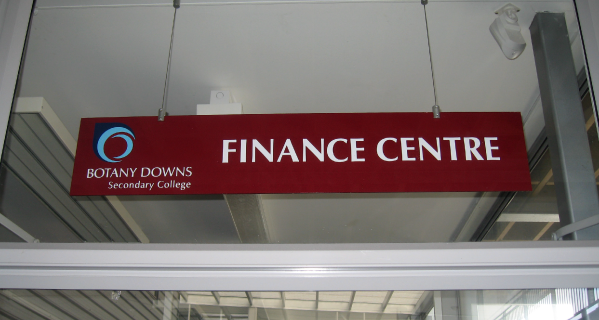 BOTANY DOWNS
Secondary College
FINANCE CENTRE